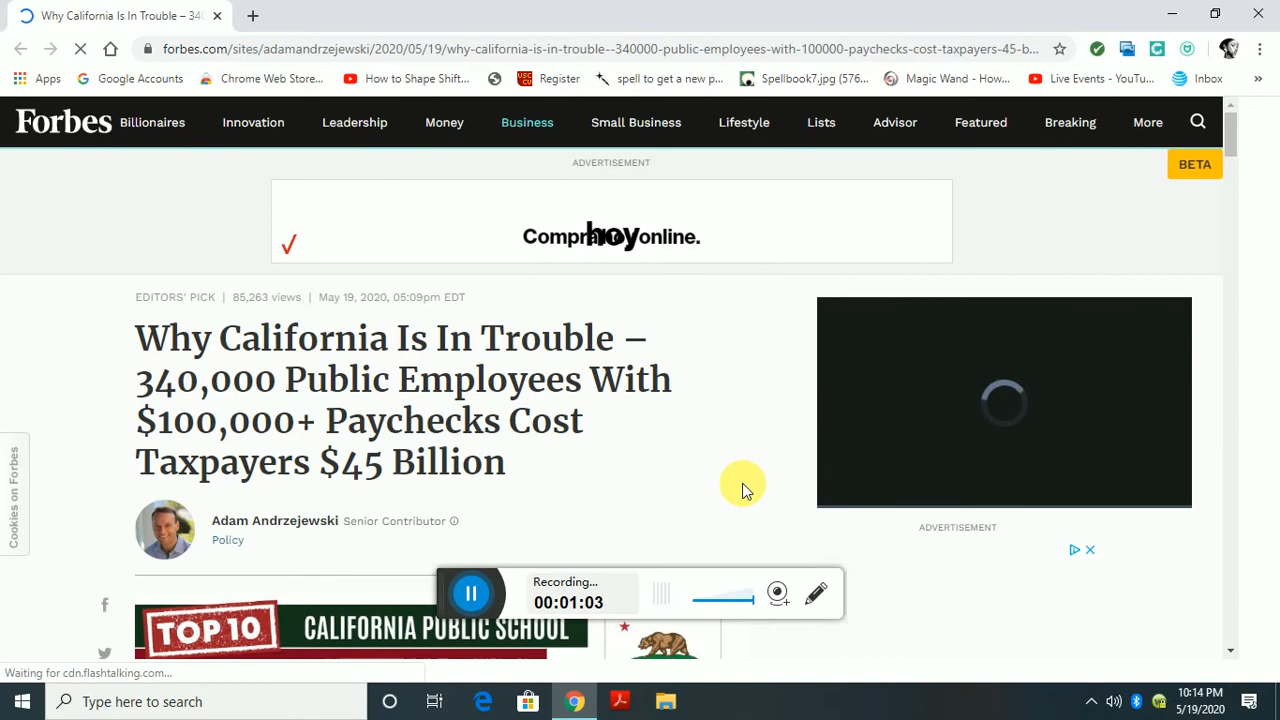 Why California Is In Trouble – 340
forbes.com/sites/adamandrzejewski/2020/05/19/why-california-is-in-trouble--340000-public-employees-with-100000-paychecks-cost-taxpayers-45-b...
Apps
Google Accounts
Chrome Web Store...
How to Shape Shift...
USC
CU
Register
spell to get a new p...
Spellbook7.jpg (576...
Magic Wand - How...
Live Events - YouTu...
Inbox
»
Forbes
Billionaires
Innovation
Leadership
Money
Business
Small Business
Lifestyle
Lists
Advisor
Featured
Breaking
More
ADVERTISEMENT
BETA
Compra hoy online.
EDITORS' PICK | 85,263 views | May 19, 2020, 05:09pm EDT
Why California Is In Trouble –
340,000 Public Employees With
$100,000+ Paychecks Cost
Taxpayers $45 Billion
Cookies on Forbes
Adam Andrzejewski Senior Contributor
Policy
ADVERTISEMENT
Recording...
00:01:03
TOP 10
CALIFORNIA PUBLIC SCHOOL
Waiting for cdn.flashtalking.com...
Type here to search
10:14 PM
5/19/2020